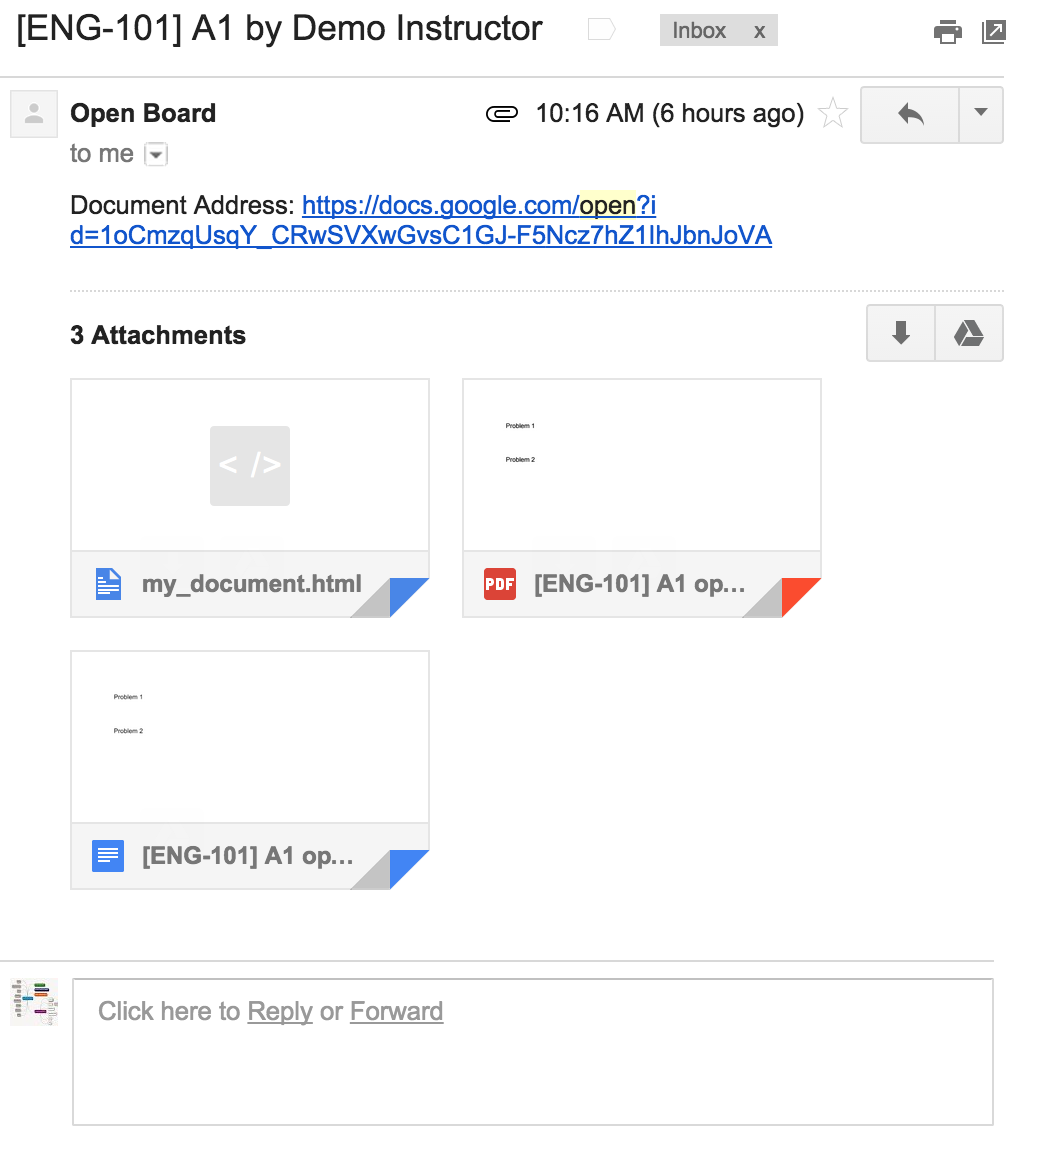 [ENG-101] A1 by Demo Instructor
Inbox x
Open Board
10:16 AM (6 hours ago)
to me
Document Address: https://docs.google.com/open?i
d=1oCmzqUsqY_CRwSVXwGvsC1GJ-F5Ncz7hZ1lhJbnJoVA
3 Attachments
< />
my_document.html
Problem 1
Problem 2
PDF [ENG-101] A1 op...
Problem 1
Problem 2
[ENG-101] A1 op...
Click here to Reply or Forward